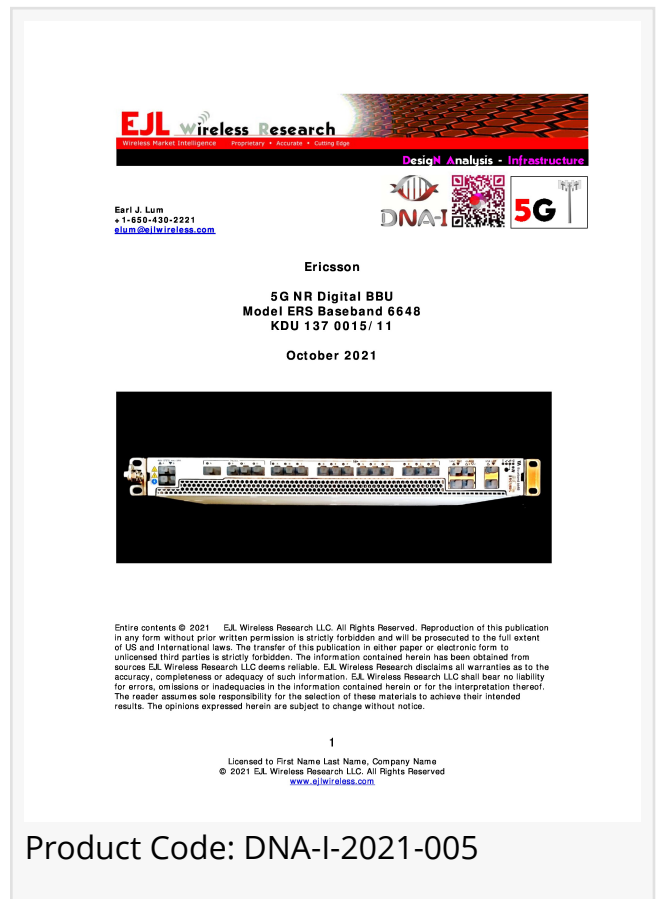 EJL Wireless Research
Wireless Market Intelligence Proprietary • Accurate • Cutting Edge
DesigN Analysis - Infrastructure
DNA-I
5G
Earl J. Lum
+1-650-430-2221
elum@ejlwireless.com
Ericsson
5G NR Digital BBU
Model ERS Baseband 6648
KDU 137 0015/11
October 2021
Entire contents © 2021 EJL Wireless Research LLC. All Rights Reserved. Reproduction of this publication
in any form without prior written permission is strictly forbidden and will be prosecuted to the full extent
of US and International laws. The transfer of this publication in either paper or electronic form to
unlicensed third parties is strictly forbidden. The information contained herein has been obtained from
sources EJL Wireless Research LLC deems reliable. EJL Wireless Research disclaims all warranties as to the
accuracy, completeness or adequacy of such information. EJL Wireless Research LLC shall bear no liability
for errors, omissions or inadequacies in the information contained herein or for the interpretation thereof.
The reader assumes sole responsibility for the selection of these materials to achieve their intended
results. The opinions expressed herein are subject to change without notice.
1
Licensed to First Name Last Name, Company Name
© 2021 EJL Wireless Research LLC. All Rights Reserved
www.ejlwireless.com
Product Code: DNA-I-2021-005